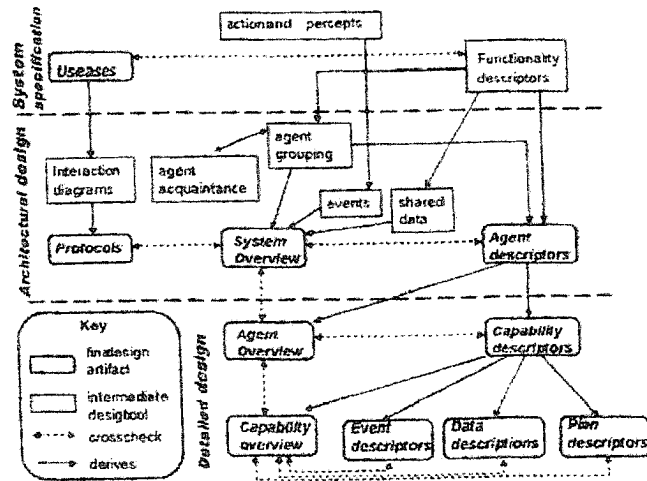 actionand percepts
System specification
Useases
Functionality
descriptors
Architectural design
Interaction
diagrams
agent
acquaintance
agent
grouping
events
shared
data
Protocols
System
Overview
Agent
descriptors
Key
finaldesign
artifact
intermediate
desigtool
crosscheck
derives
Detailed design
Agent
Overview
Capability
descriptors
Capability
overview
Event
descriptors
Data
descriptions
Plan
descriptors